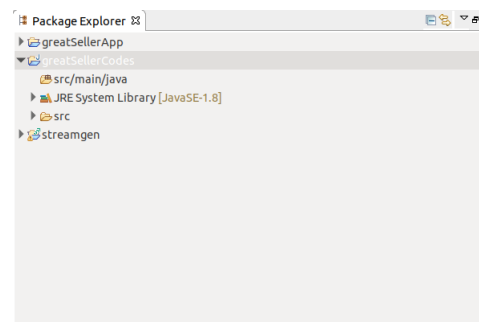 Package Explorer
greatSellerApp
greatSellerCodes
src/main/java
JRE System Library [JavaSE-1.8]
src
streamgen